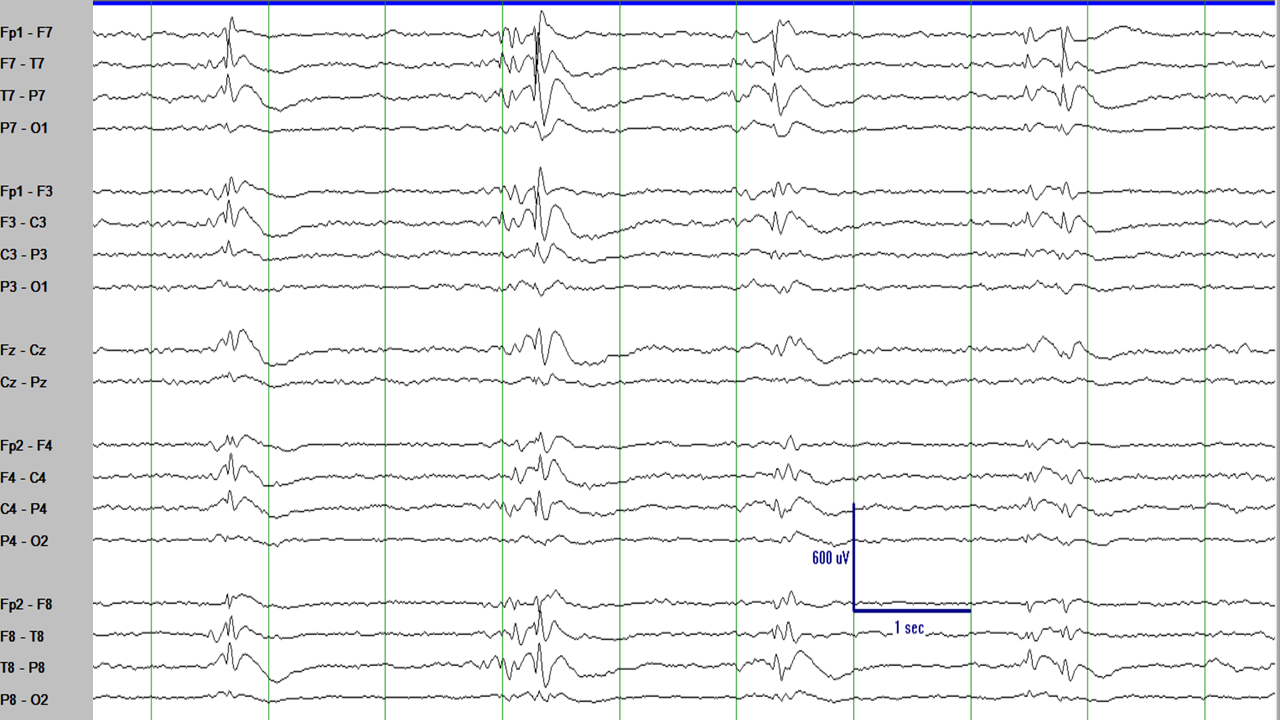 Fp1 - F7
F7 - T7
T7 - P7
P7 - O1
Fp1 - F3
F3 - C3
C3 - P3
P3 - O1
Fz - Cz
Cz - Pz
Fp2 - F4
F4 - C4
C4 - P4
P4 - O2
600 uV
Fp2 - F8
1 sec
F8 - T8
T8 - P8
P8 - O2